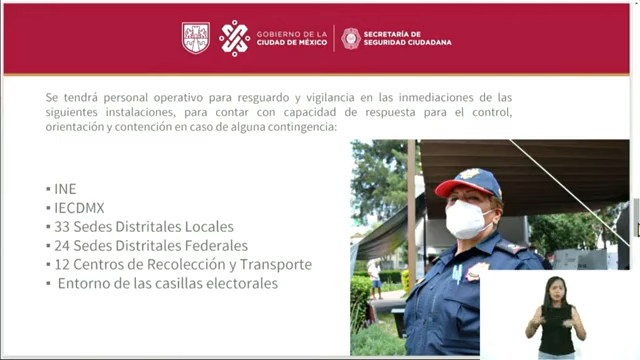 GOBIERNO DE LA
CIUDAD DE MÉXICO
SECRETARÍA DE
SEGURIDAD CIUDADANA
Se tendrá personal operativo para resguardo y vigilancia en las inmediaciones de las
siguientes instalaciones, para contar con capacidad de respuesta para el control,
orientación y contención en caso de alguna contingencia:
▪ INE
▪ IECDMX
▪ 33 Sedes Distritales Locales
▪ 24 Sedes Distritales Federales
▪ 12 Centros de Recolección y Transporte
▪ Entorno de las casillas electorales